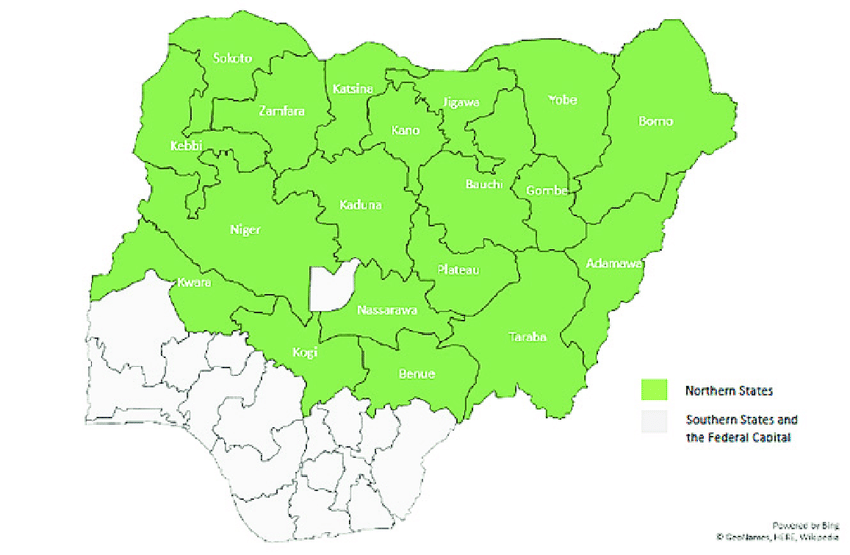 Sokoto
Katsina
Zamfara
Jigawa
Yobe
Kano
Borno
Kebbi
Bauchi
Gombe
Kaduna
Niger
Adamawa
Plateau
Kwara
Nassarawa
Taraba
Kogi
Benue
Northern States
Southern States and
the Federal Capital
Powered by Bing
© GeoNames, HERE, Wikipedia